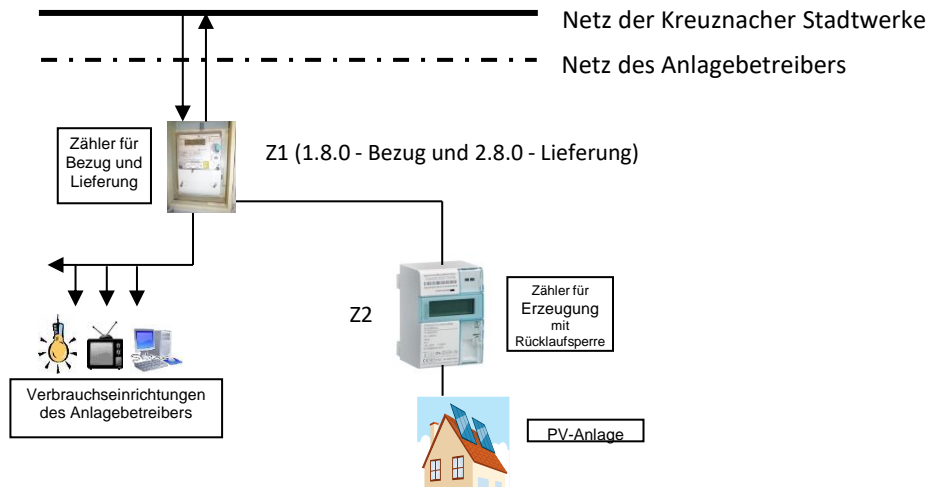 Netz der Kreuznacher Stadtwerke
Netz des Anlagebetreibers
Zähler für
Bezug und
Lieferung
Z1 (1.8.0 - Bezug und 2.8.0 - Lieferung)
Z2
Zähler für
Erzeugung
mit
Rücklaufsperre
Verbrauchseinrichtungen
des Anlagebetreibers
PV-Anlage